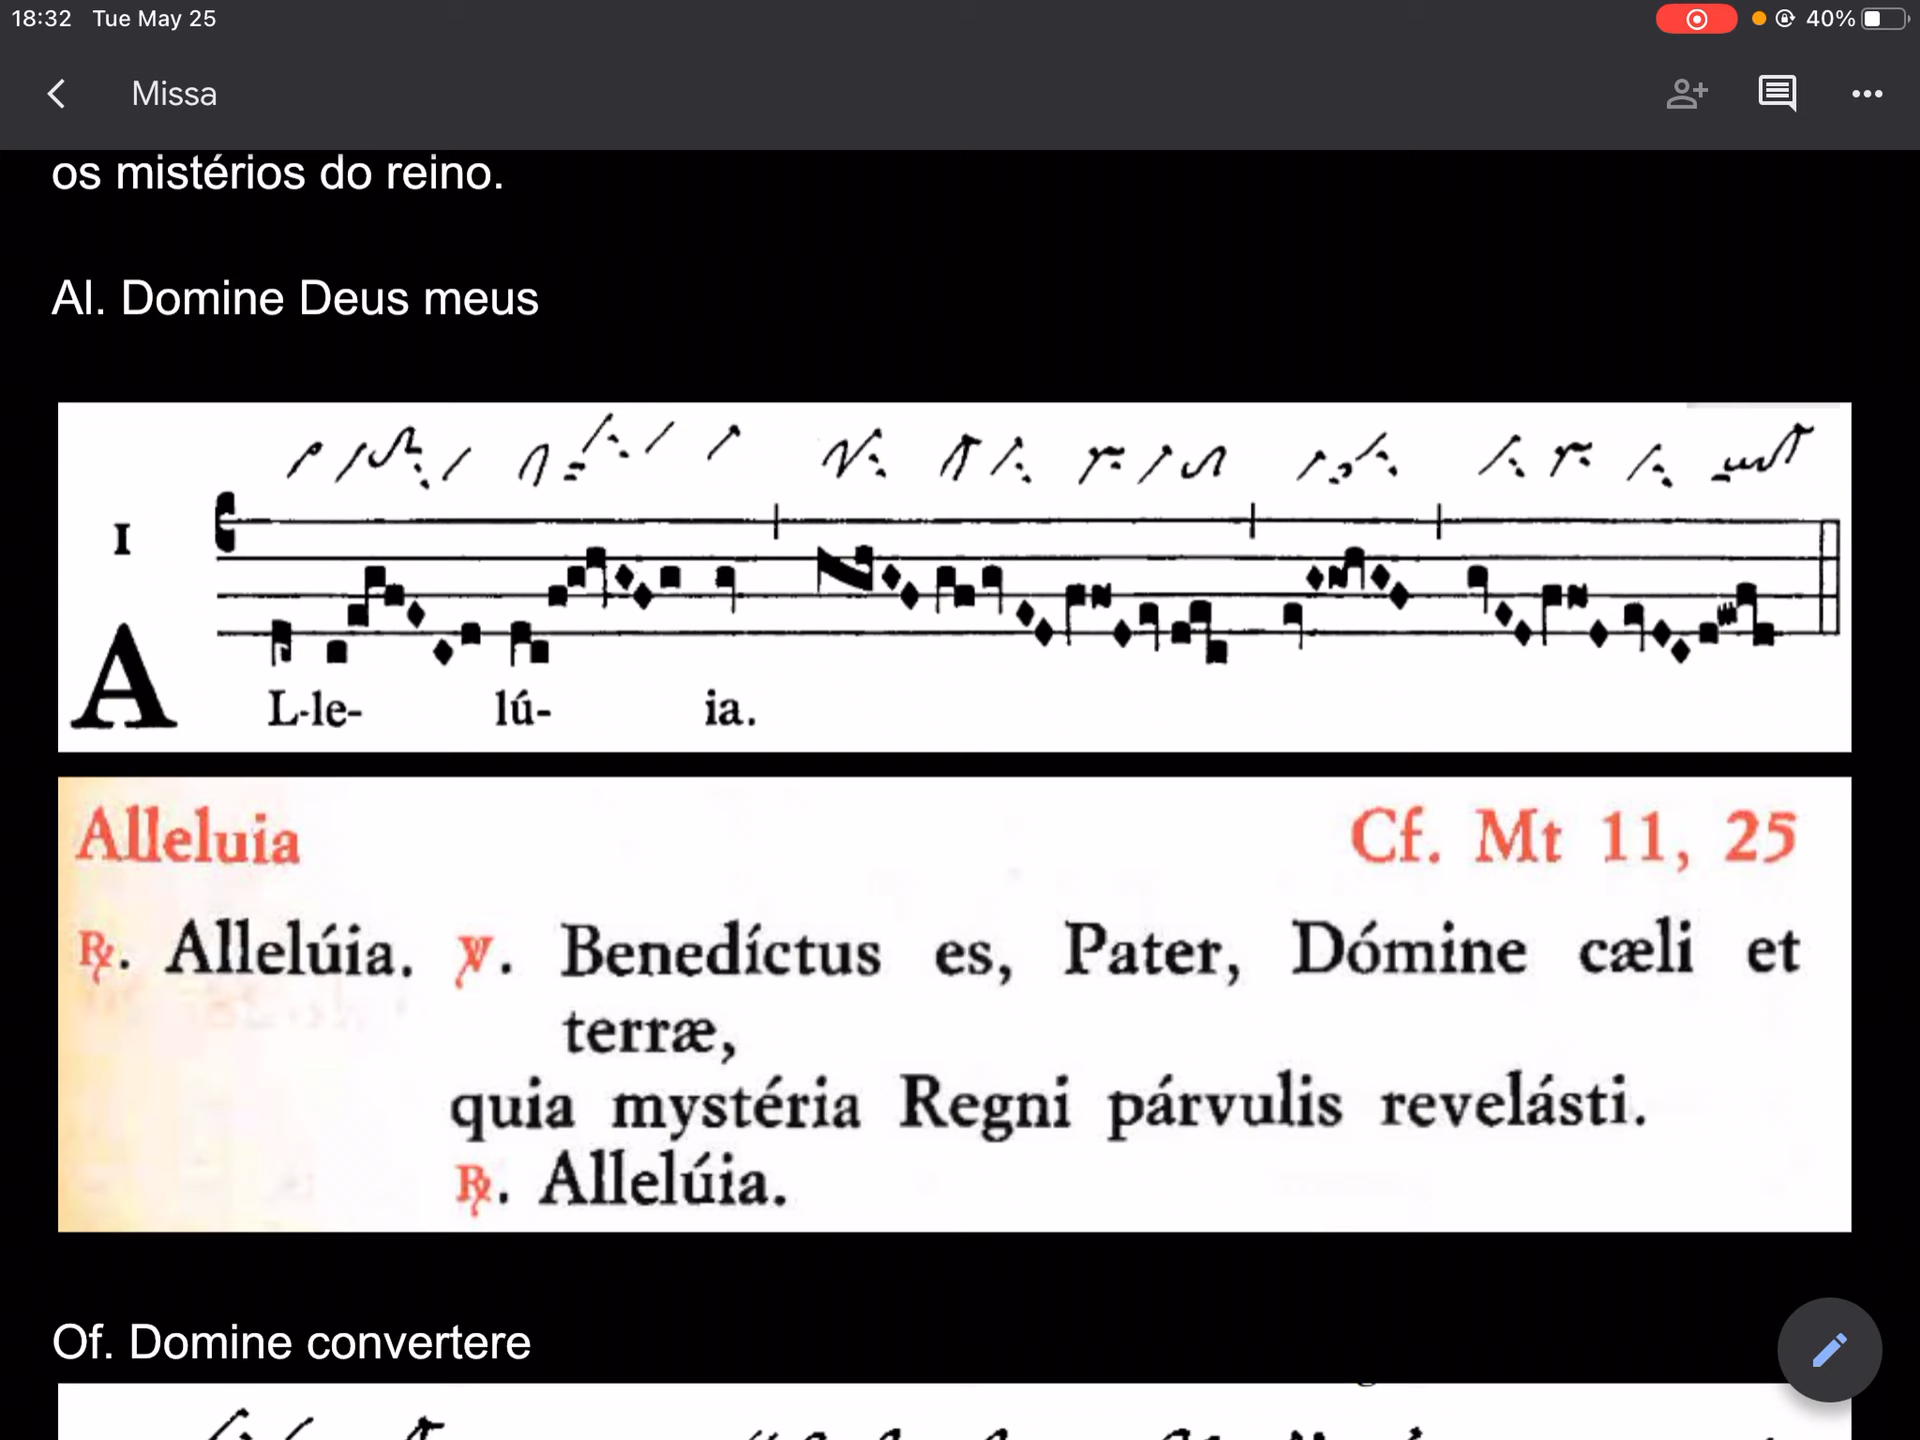 18:32 Tue May 25
40%
Missa
os mistérios do reino.
Al. Domine Deus meus
I
A
L-le- lú- ia.
Alleluia Cf. Mt 11, 25
℟. Allelúia. ℣. Benedíctus es, Pater, Dómine cæli et
terræ,
quia mystéria Regni párvulis revelásti.
℟. Allelúia.
Of. Domine convertere